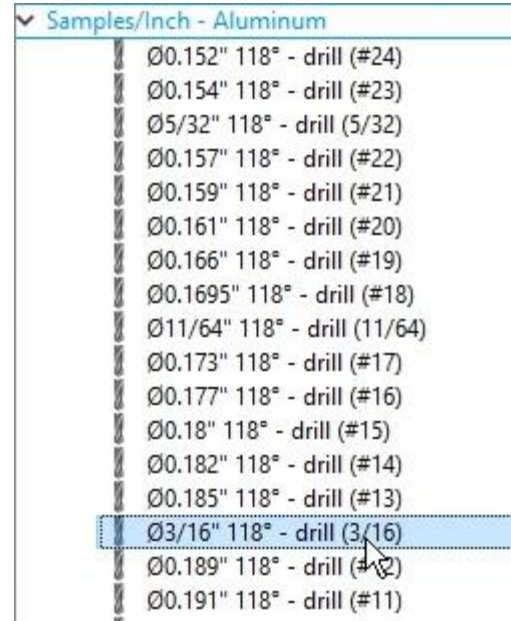 Samples/Inch - Aluminum
Ø0.152" 118° - drill (#24)
Ø0.154" 118° - drill (#23)
Ø5/32" 118° - drill (5/32)
Ø0.157" 118° - drill (#22)
Ø0.159" 118° - drill (#21)
Ø0.161" 118° - drill (#20)
Ø0.166" 118° - drill (#19)
Ø0.1695" 118° - drill (#18)
Ø11/64" 118° - drill (11/64)
Ø0.173" 118° - drill (#17)
Ø0.177" 118° - drill (#16)
Ø0.18" 118° - drill (#15)
Ø0.182" 118° - drill (#14)
Ø0.185" 118° - drill (#13)
Ø3/16" 118° - drill (3/16)
Ø0.189" 118° - drill (#12)
Ø0.191" 118° - drill (#11)